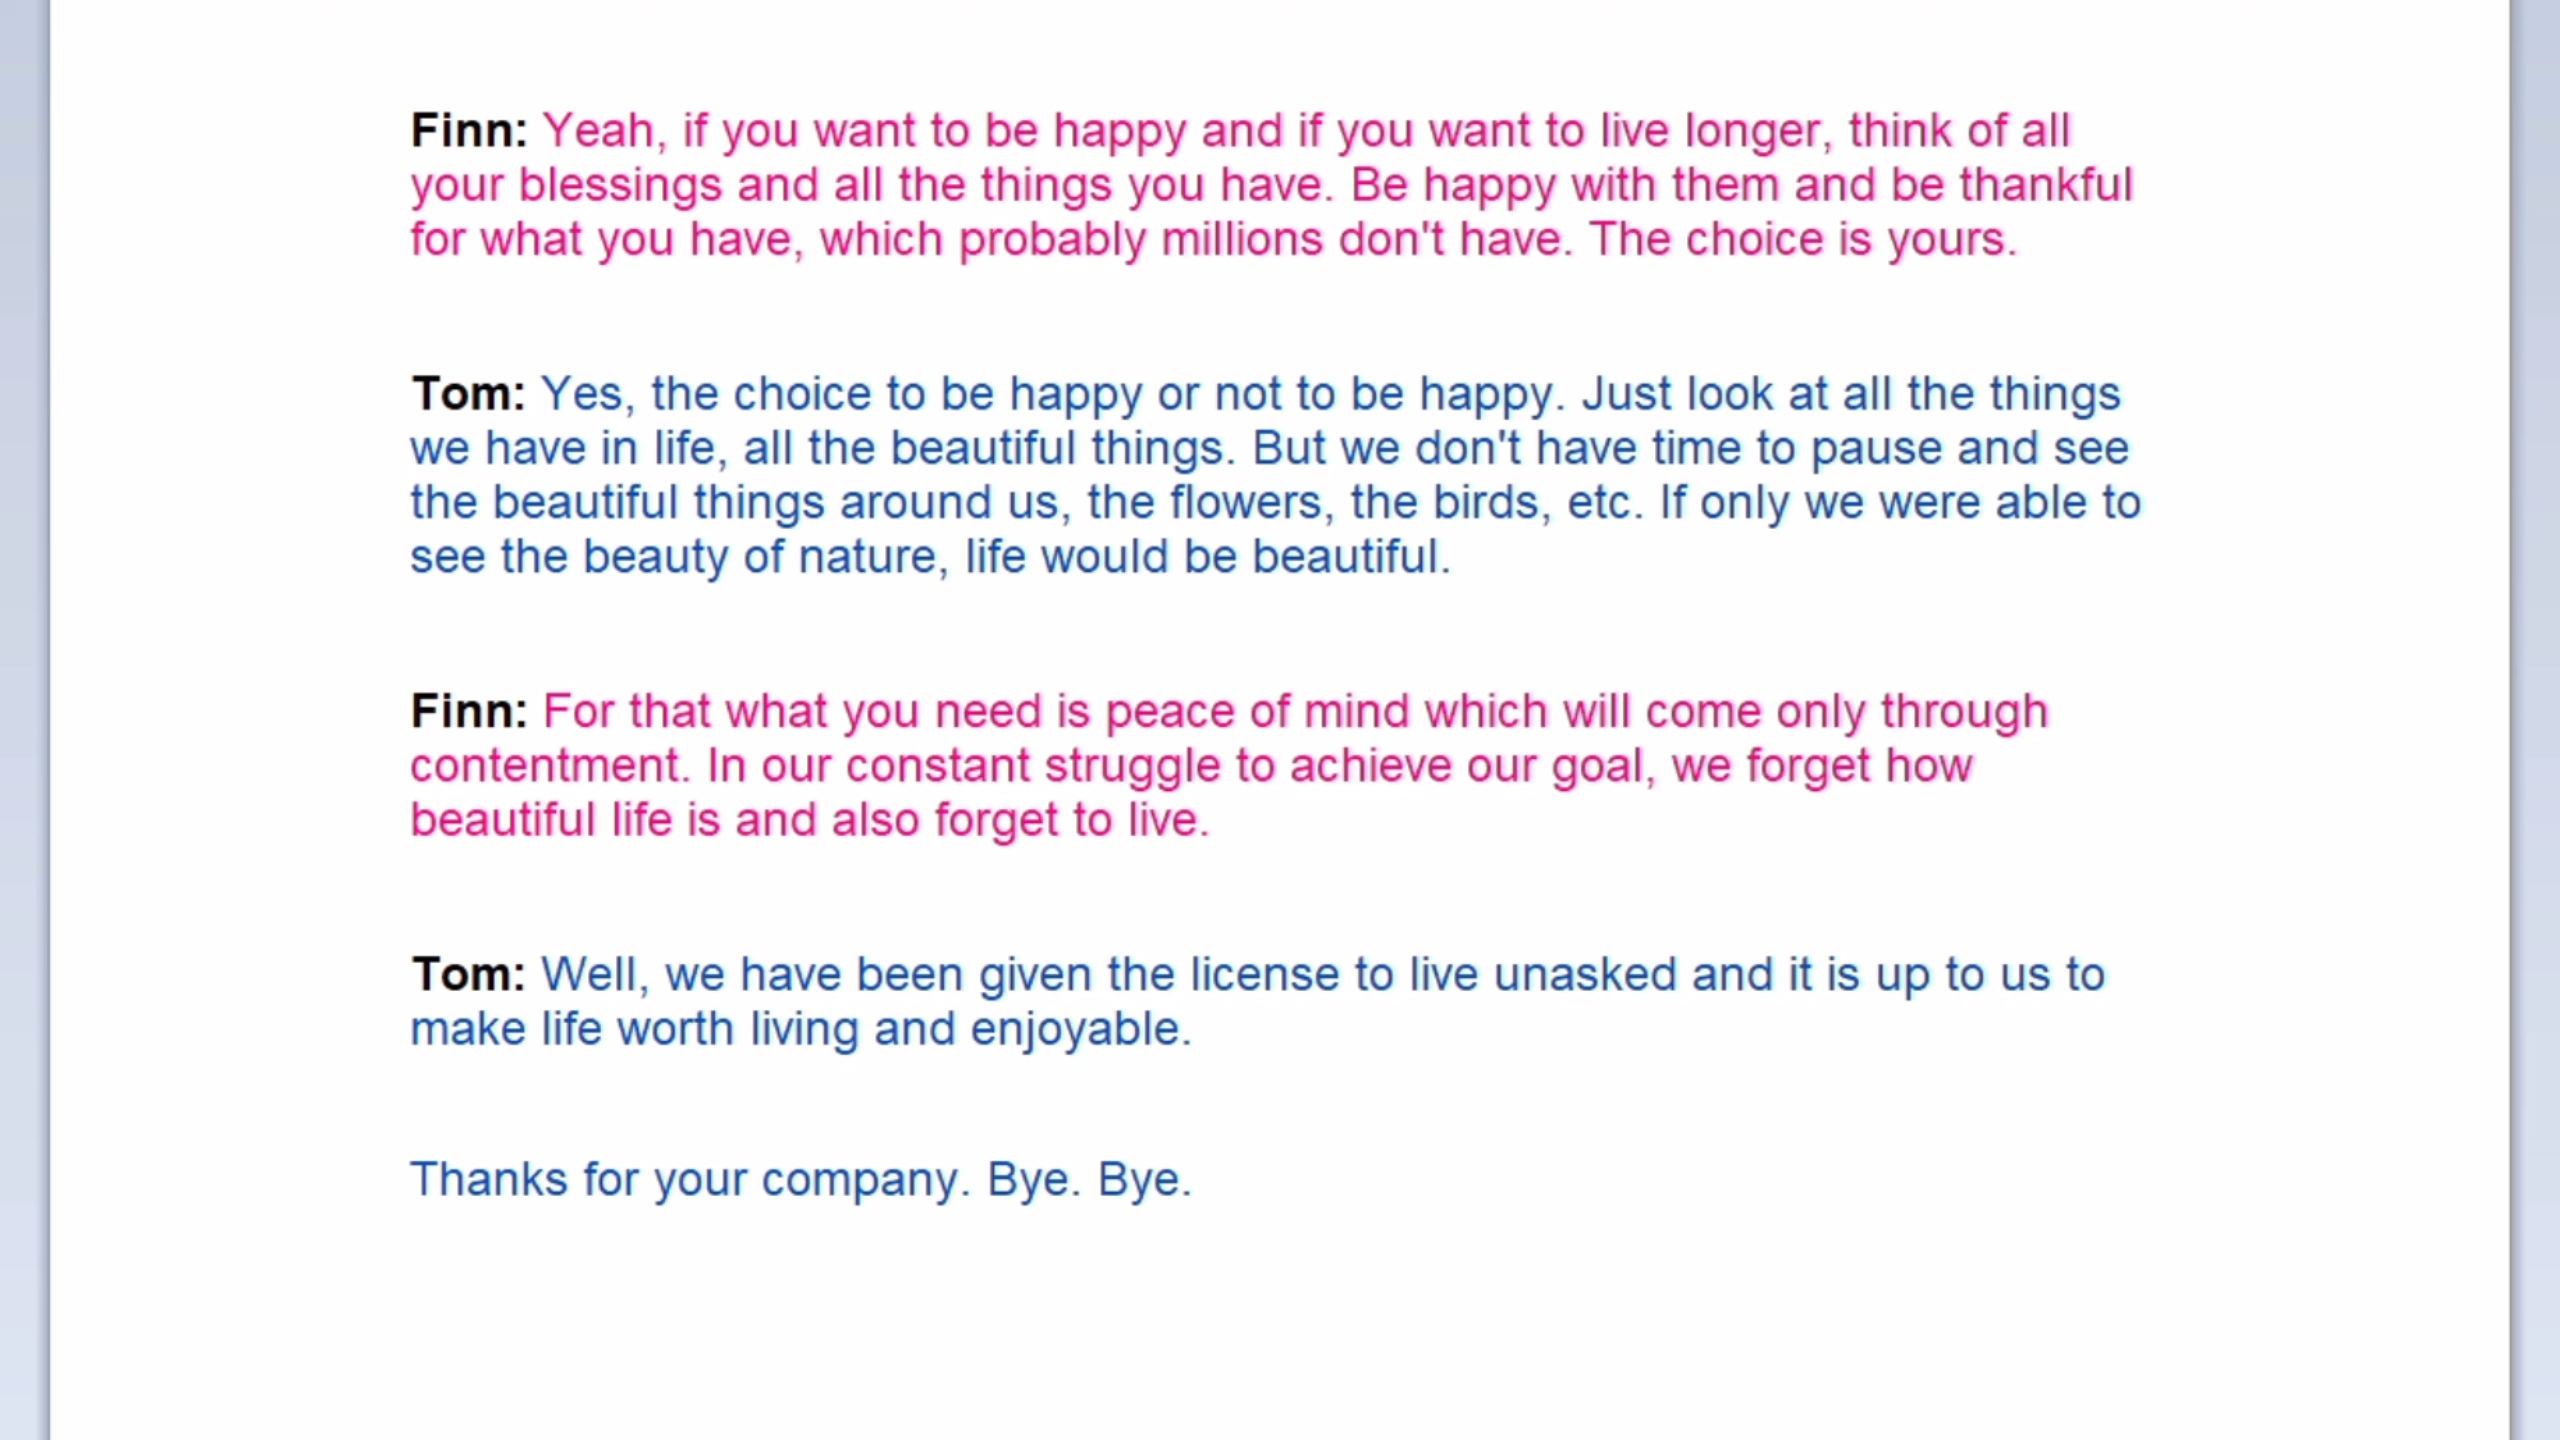 Finn: Yeah, if you want to be happy and if you want to live longer, think of all
your blessings and all the things you have. Be happy with them and be thankful
for what you have, which probably millions don't have. The choice is yours.
Tom: Yes, the choice to be happy or not to be happy. Just look at all the things
we have in life, all the beautiful things. But we don't have time to pause and see
the beautiful things around us, the flowers, the birds, etc. If only we were able to
see the beauty of nature, life would be beautiful.
Finn: For that what you need is peace of mind which will come only through
contentment. In our constant struggle to achieve our goal, we forget how
beautiful life is and also forget to live.
Tom: Well, we have been given the license to live unasked and it is up to us to
make life worth living and enjoyable.
Thanks for your company. Bye. Bye.